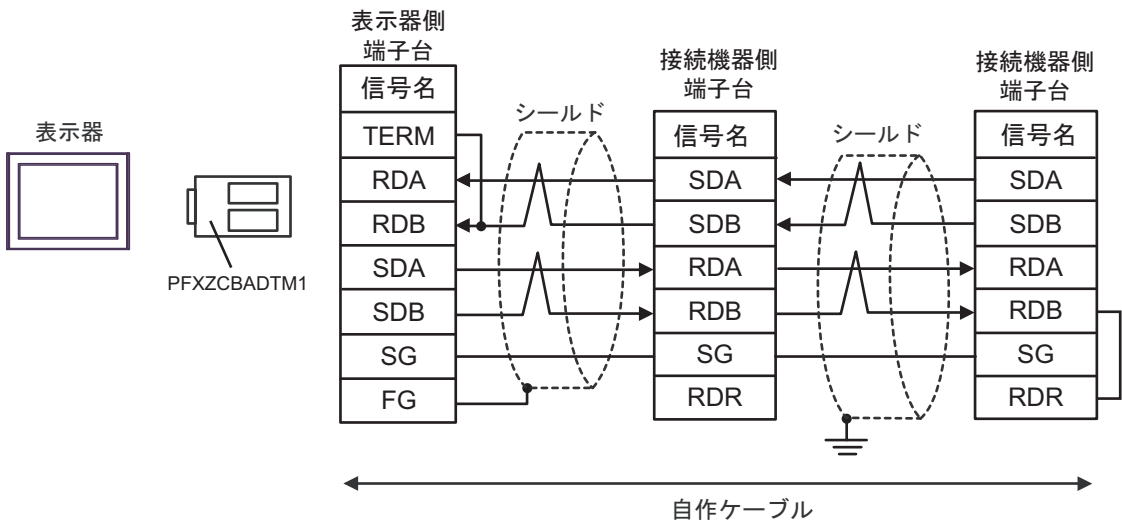 表示器
PFXZCBADTM1
表示器側
端子台
信号名
TERM
RDA
RDB
SDA
SDB
SG
FG
シールド
接続機器側
端子台
信号名
SDA
SDB
RDA
RDB
SG
RDR
シールド
接続機器側
端子台
信号名
SDA
SDB
RDA
RDB
SG
RDR
自作ケーブル